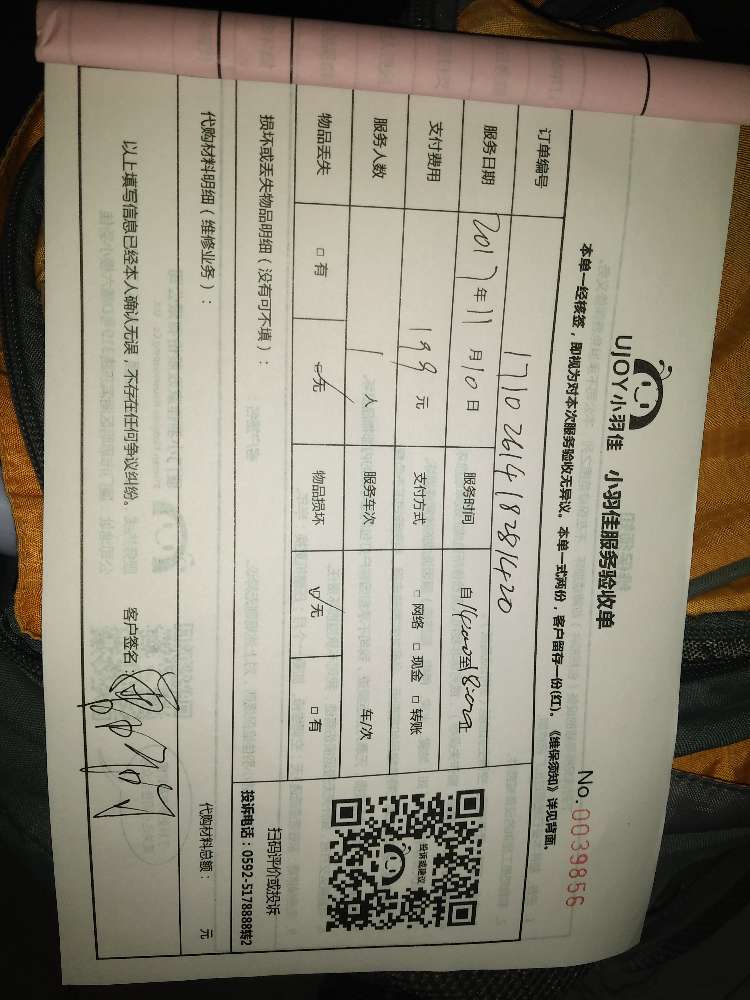 UJOY小羽佳 小羽佳服务验收单 No.0039856
本单一经核签，即视为对本次服务验收无异议。本单一式两份，客户留存一份(红)。《维保须知》详见背面。
订单编号 1710261418281420
服务日期 2017年11月10日 服务时间 自14:00至18:00止
支付费用 199元 支付方式 □网络 □现金 □转账
服务人数 1人 服务车次 车/次
物品丢失 □有 ☑无 物品损坏 ☑无 □有
损坏或丢失物品明细（没有可不填）：
投诉或建议
扫码评价或投诉
投诉电话：0592-5178888转2
代购材料明细（维修业务）： 代购材料总额： 元
以上填写信息已经本人确认无误，不存在任何争议纠纷。 客户签名：